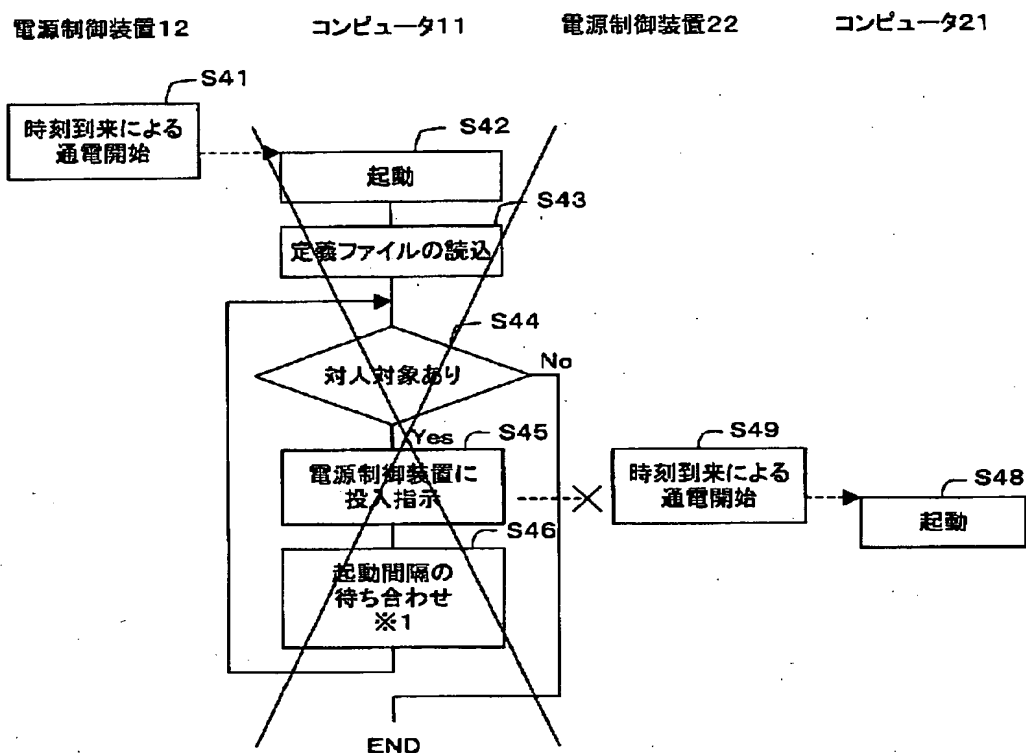 電源制御装置12
コンピュータ11
電源制御装置22
コンピュータ21
S41
時刻到来による
通電開始
S42
起動
S43
定義ファイルの読込
S44
対人対象あり
No
Yes
S45
電源制御装置に
投入指示
S49
時刻到来による
通電開始
S48
起動
S46
起動間隔の
待ち合わせ
※1
END